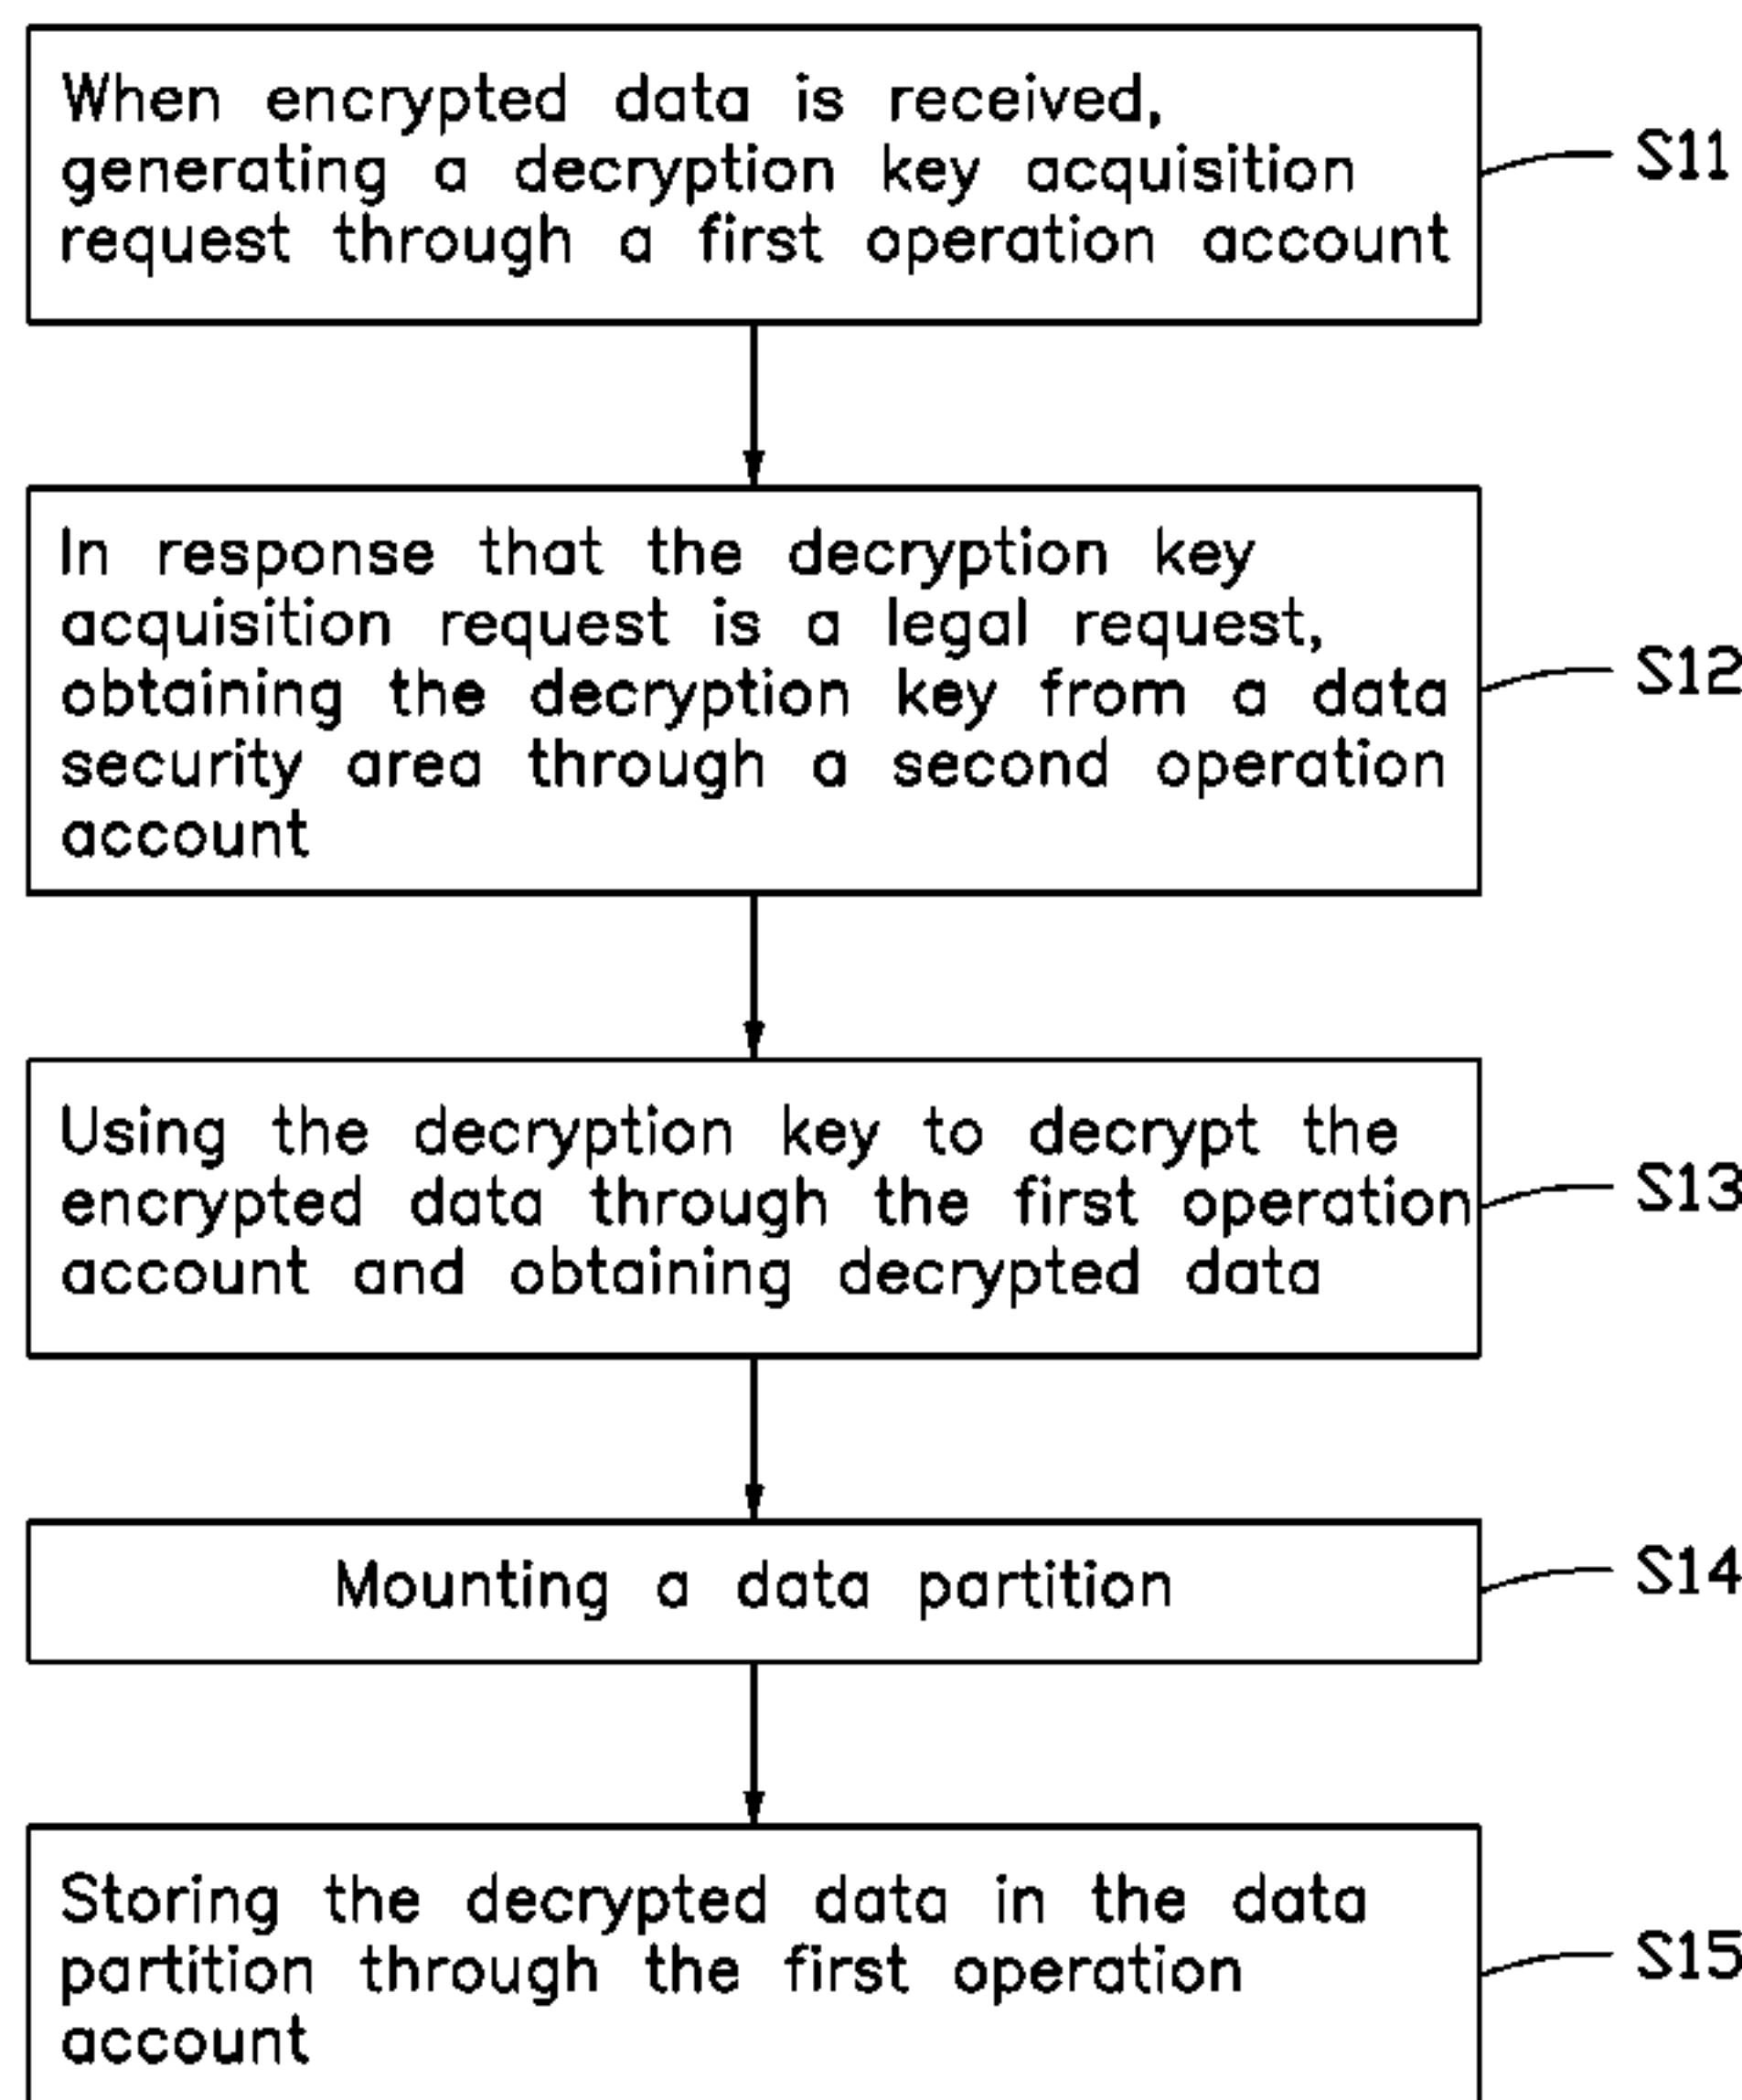 When encrypted data is received,
generating a decryption key acquisition
request through a first operation account
S11
In response that the decryption key
acquisition request is a legal request,
obtaining the decryption key from a data
security area through a second operation
account
S12
Using the decryption key to decrypt the
encrypted data through the first operation
account and obtaining decrypted data
S13
Mounting a data partition
S14
Storing the decrypted data in the data
partition through the first operation
account
S15